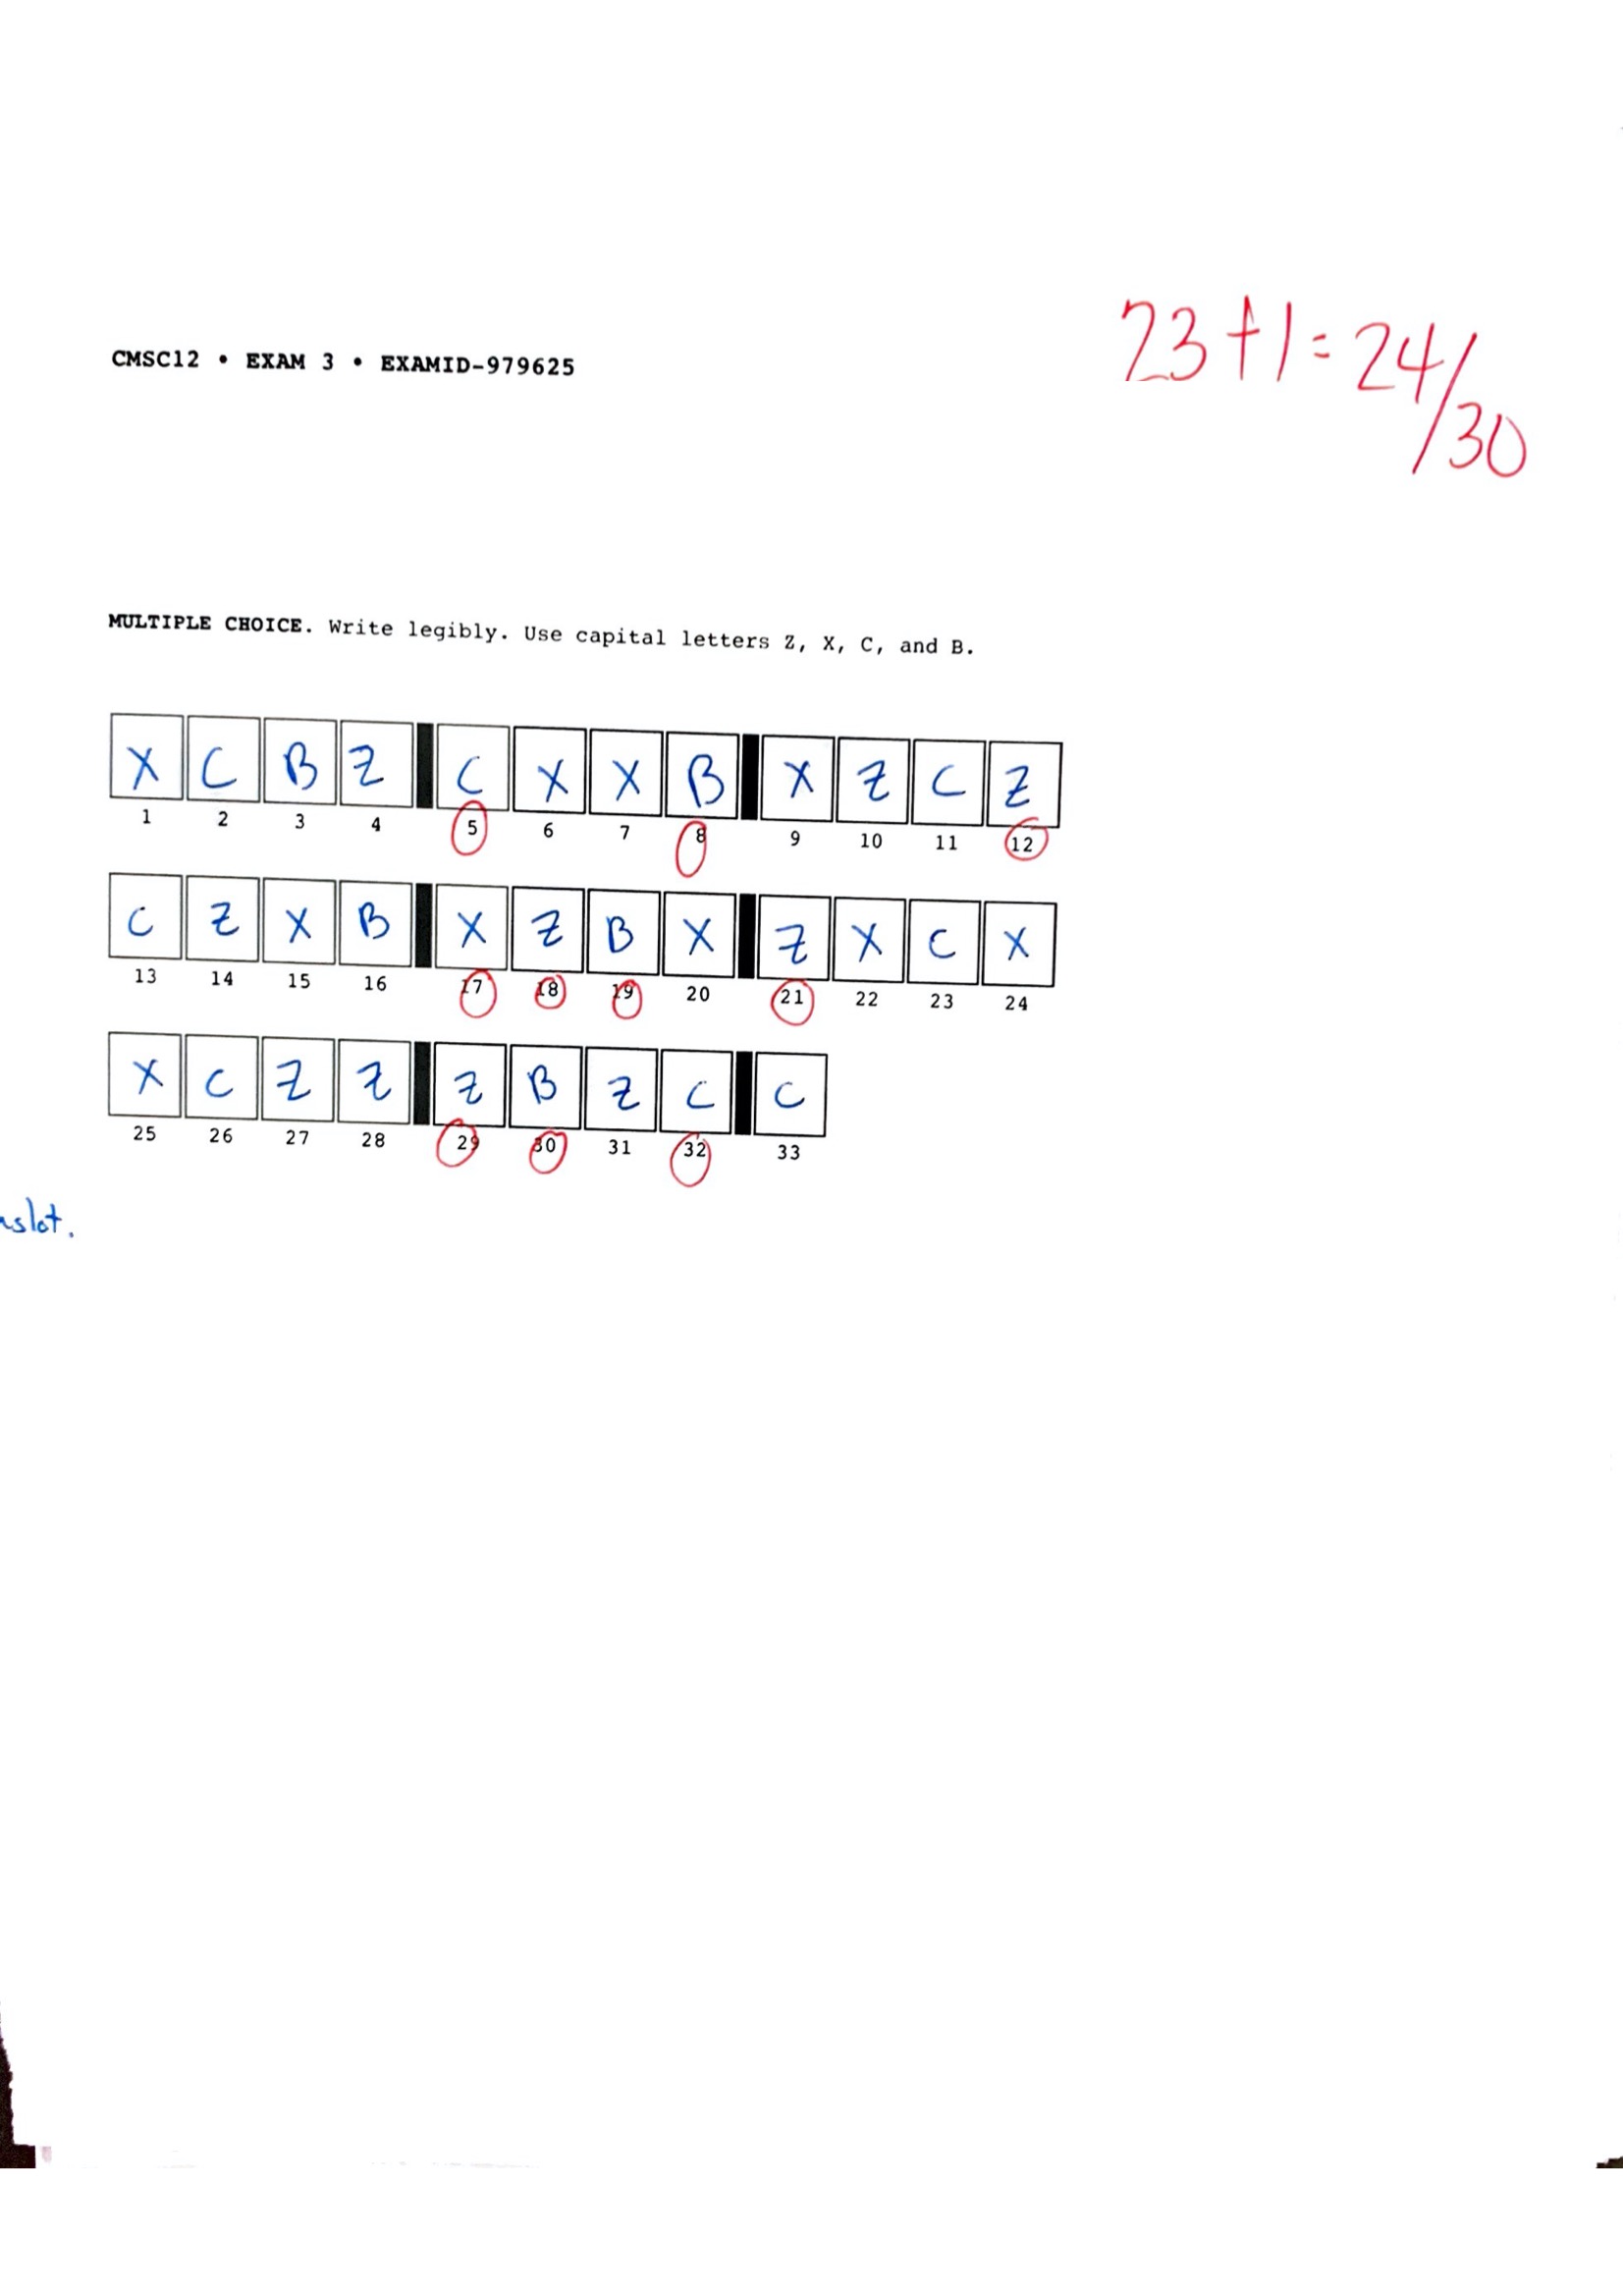 CMSC12 • EXAM 3 • EXAMID-979625
23 + 1 = 24/30
MULTIPLE CHOICE. Write legibly. Use capital letters Z, X, C, and B.
X C B Z C X X B X Z C Z
1 2 3 4 5 6 7 8 9 10 11 12
C Z X B X Z B X Z X C X
13 14 15 16 17 18 19 20 21 22 23 24
X C Z Z Z B Z C C
25 26 27 28 29 30 31 32 33